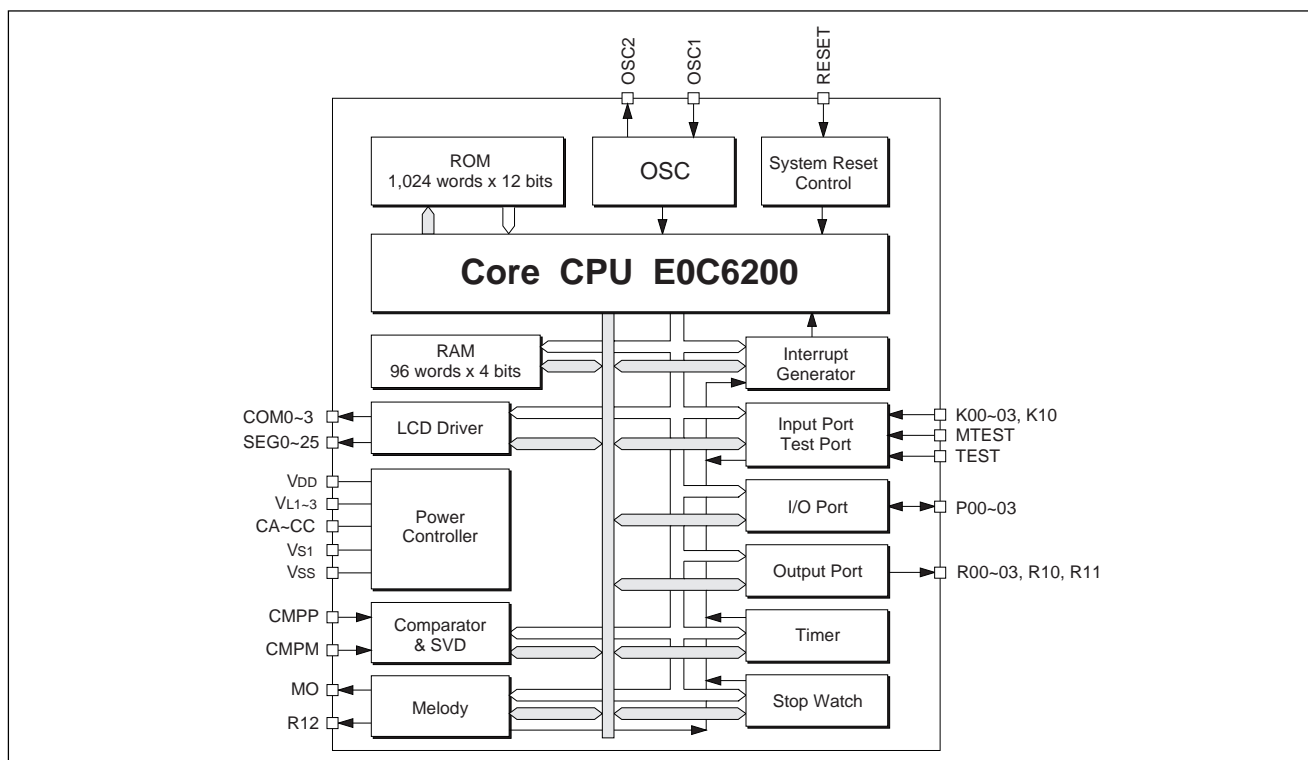 OSC2
OSC1
RESET
ROM
1,024 words x 12 bits
OSC
System Reset
Control
Core CPU E0C6200
RAM
96 words x 4 bits
Interrupt
Generator
COM0~3
SEG0~25
LCD Driver
Input Port
Test Port
K00~03, K10
MTEST
TEST
VDD
VL1~3
CA~CC
VS1
VSS
Power
Controller
I/O Port
P00~03
Output Port
R00~03, R10, R11
CMPP
CMPM
Comparator
& SVD
Timer
MO
R12
Melody
Stop Watch